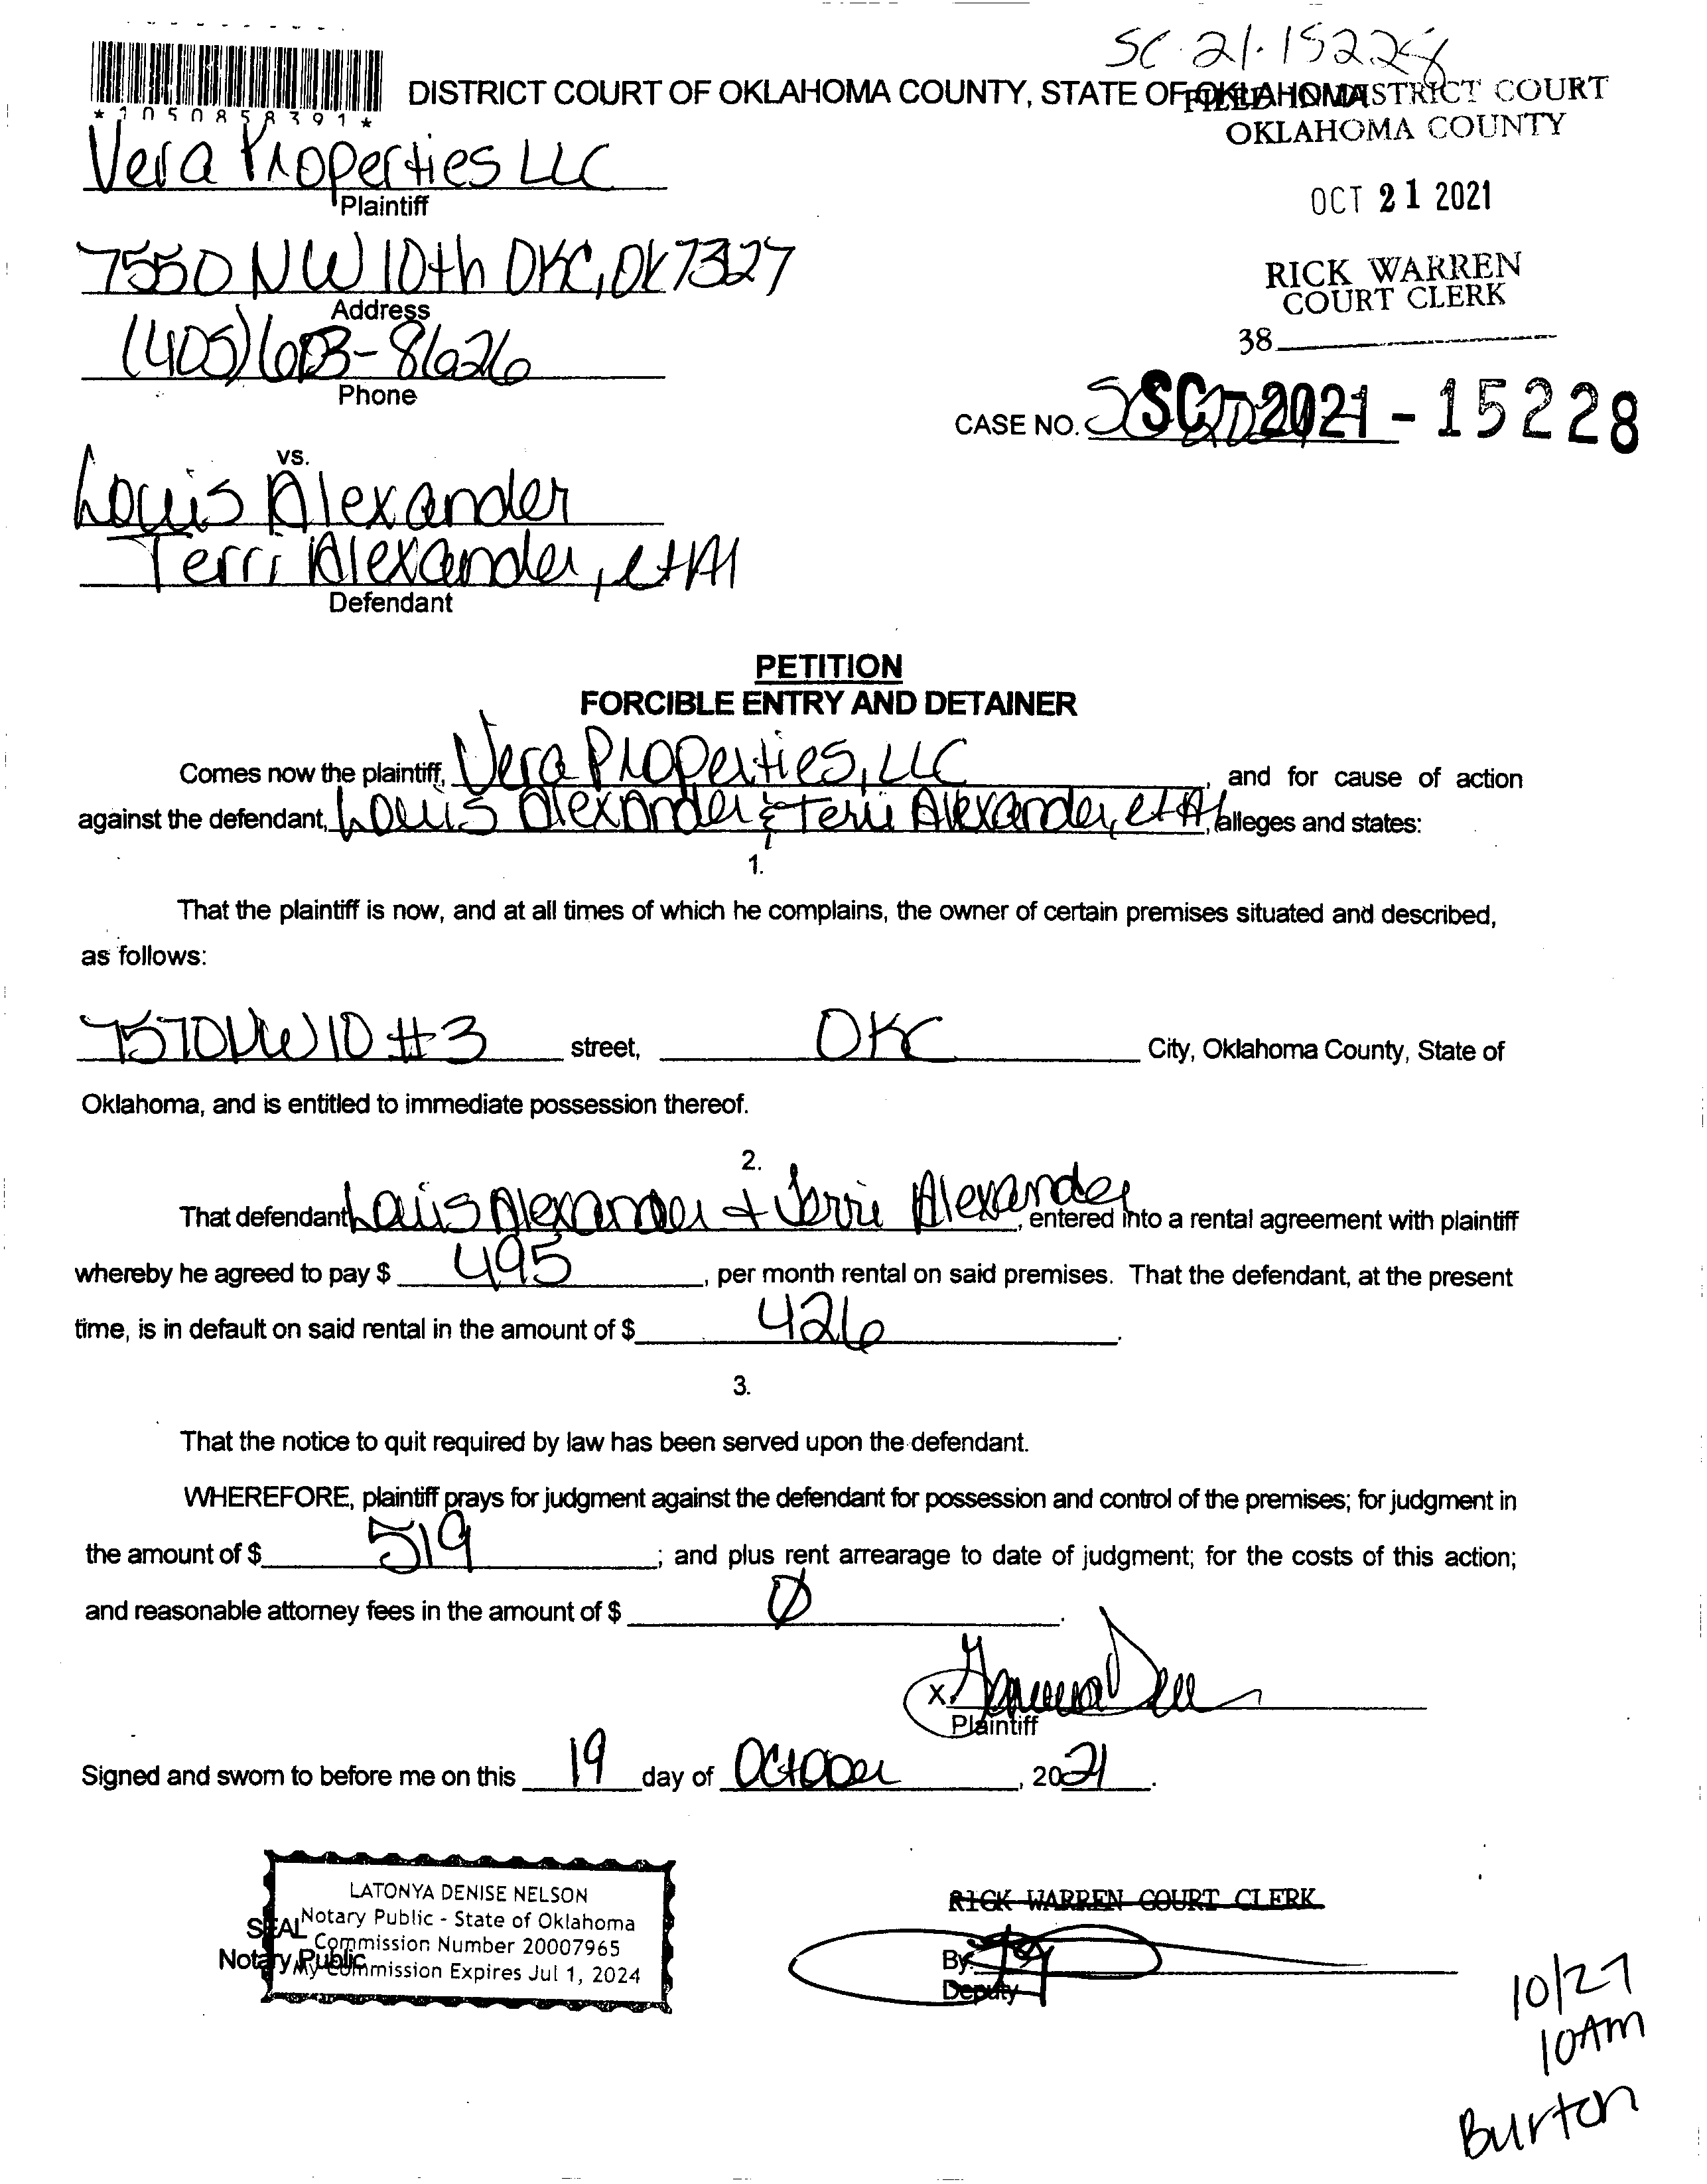 SC-21-15228
*1050858391*
DISTRICT COURT OF OKLAHOMA COUNTY, STATE OF OKLAHOMA
FILED IN DISTRICT COURT
OKLAHOMA COUNTY
Vera Properties LLC
Plaintiff
OCT 21 2021
7550 NW 10th OKC, OK 7327
Address
RICK WARREN
COURT CLERK
(405) 603-8626
Phone
38
CASE NO. SC-2021-15228
vs.
Louis Alexander
Terri Alexander, et Al
Defendant
PETITION
FORCIBLE ENTRY AND DETAINER
Comes now the plaintiff, Vera Properties, LLC, and for cause of action
against the defendant, Louis Alexander & Terri Alexander, et Al, alleges and states:
1.
That the plaintiff is now, and at all times of which he complains, the owner of certain premises situated and described,
as follows:
7570 NW 10 #3 street, OKC City, Oklahoma County, State of
Oklahoma, and is entitled to immediate possession thereof.
2.
That defendant Louis Alexander + Terri Alexander, entered into a rental agreement with plaintiff
whereby he agreed to pay $ 495, per month rental on said premises. That the defendant, at the present
time, is in default on said rental in the amount of $ 426.
3.
That the notice to quit required by law has been served upon the defendant.
WHEREFORE, plaintiff prays for judgment against the defendant for possession and control of the premises; for judgment in
the amount of $ 519; and plus rent arrearage to date of judgment; for the costs of this action;
and reasonable attorney fees in the amount of $ Ø.
X.
Plaintiff
Signed and sworn to before me on this 19 day of October, 2021.
LATONYA DENISE NELSON
Notary Public - State of Oklahoma
Commission Number 20007965
My Commission Expires Jul 1, 2024
SEAL
Notary Public
RICK WARREN COURT CLERK
By:
Deputy
10/27
10AM
Burton